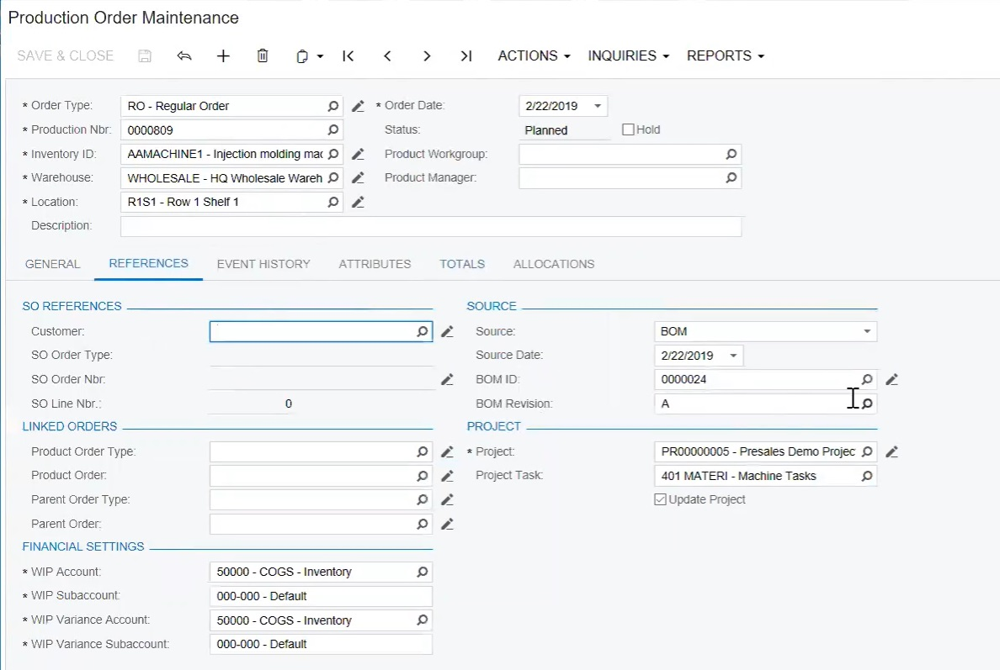 Production Order Maintenance
SAVE & CLOSE ACTIONS INQUIRIES REPORTS
* Order Type: RO - Regular Order * Order Date: 2/22/2019
* Production Nbr: 0000809 Status: Planned Hold
* Inventory ID: AAMACHINE1 - Injection molding mac Product Workgroup:
* Warehouse: WHOLESALE - HQ Wholesale Wareh Product Manager:
* Location: R1S1 - Row 1 Shelf 1
Description:
GENERAL REFERENCES EVENT HISTORY ATTRIBUTES TOTALS ALLOCATIONS
SO REFERENCES SOURCE
Customer: Source: BOM
SO Order Type: Source Date: 2/22/2019
SO Order Nbr: BOM ID: 0000024
SO Line Nbr.: 0 BOM Revision: A
LINKED ORDERS PROJECT
Product Order Type: * Project: PR00000005 - Presales Demo Projec
Product Order: Project Task: 401 MATERI - Machine Tasks
Parent Order Type: Update Project
Parent Order:
FINANCIAL SETTINGS
* WIP Account: 50000 - COGS - Inventory
* WIP Subaccount: 000-000 - Default
* WIP Variance Account: 50000 - COGS - Inventory
* WIP Variance Subaccount: 000-000 - Default